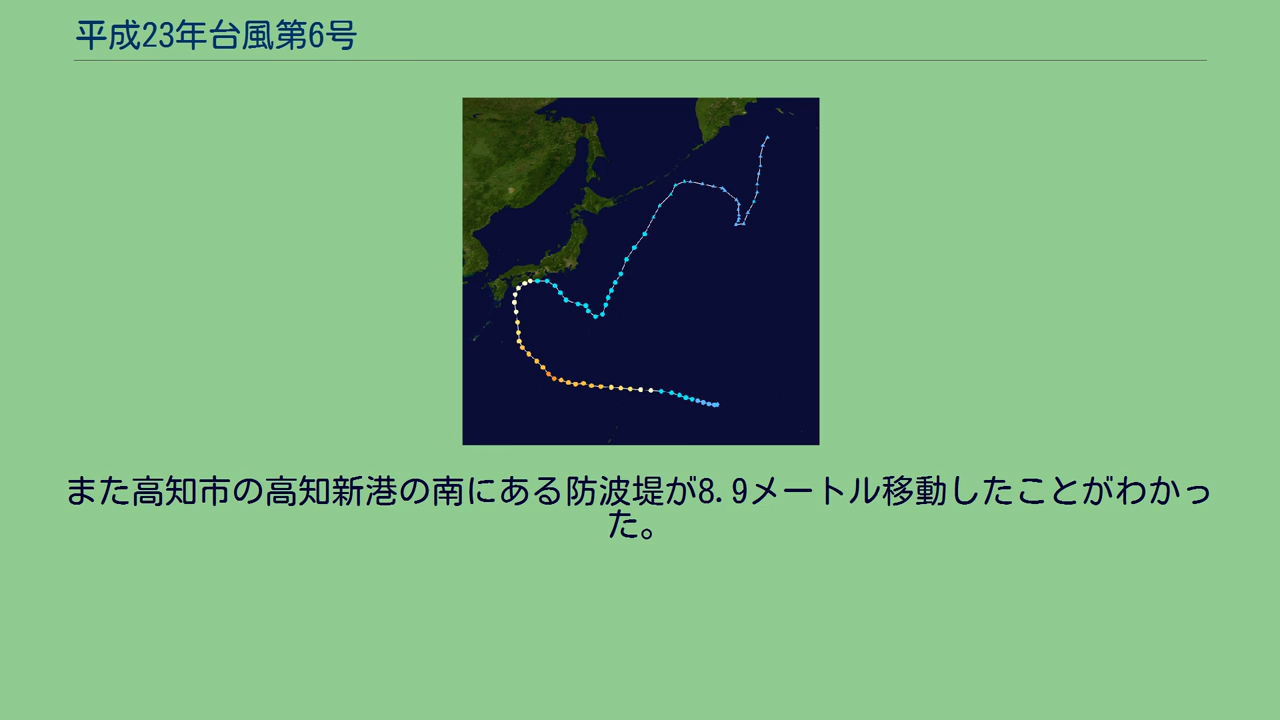 平成23年台風第6号
また高知市の高知新港の南にある防波堤が8.9メートル移動したことがわかっ
た。